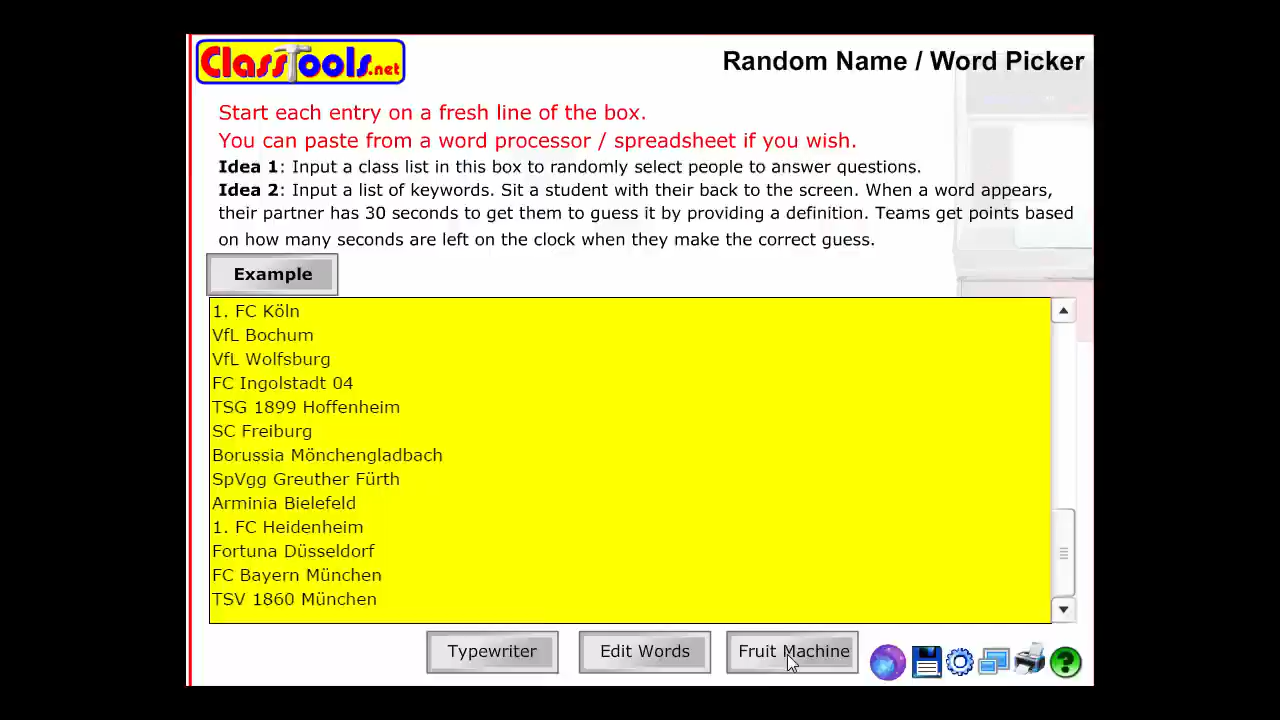 ClassTools.net
Random Name / Word Picker
Start each entry on a fresh line of the box.
You can paste from a word processor / spreadsheet if you wish.
Idea 1: Input a class list in this box to randomly select people to answer questions.
Idea 2: Input a list of keywords. Sit a student with their back to the screen. When a word appears,
their partner has 30 seconds to get them to guess it by providing a definition. Teams get points based
on how many seconds are left on the clock when they make the correct guess.
Example
1. FC Köln
VfL Bochum
VfL Wolfsburg
FC Ingolstadt 04
TSG 1899 Hoffenheim
SC Freiburg
Borussia Mönchengladbach
SpVgg Greuther Fürth
Arminia Bielefeld
1. FC Heidenheim
Fortuna Düsseldorf
FC Bayern München
TSV 1860 München
Typewriter
Edit Words
Fruit Machine
?